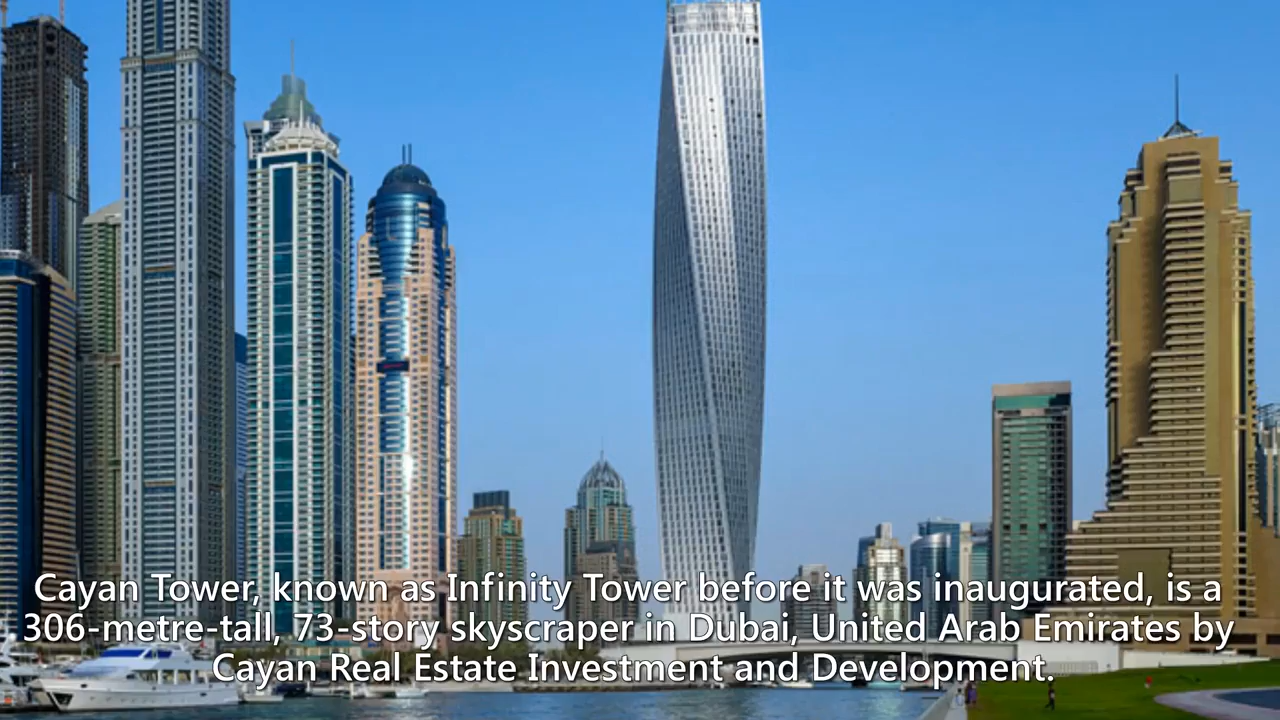 Cayan Tower, known as Infinity Tower before it was inaugurated, is a
306-metre-tall, 73-story skyscraper in Dubai, United Arab Emirates by
Cayan Real Estate Investment and Development.